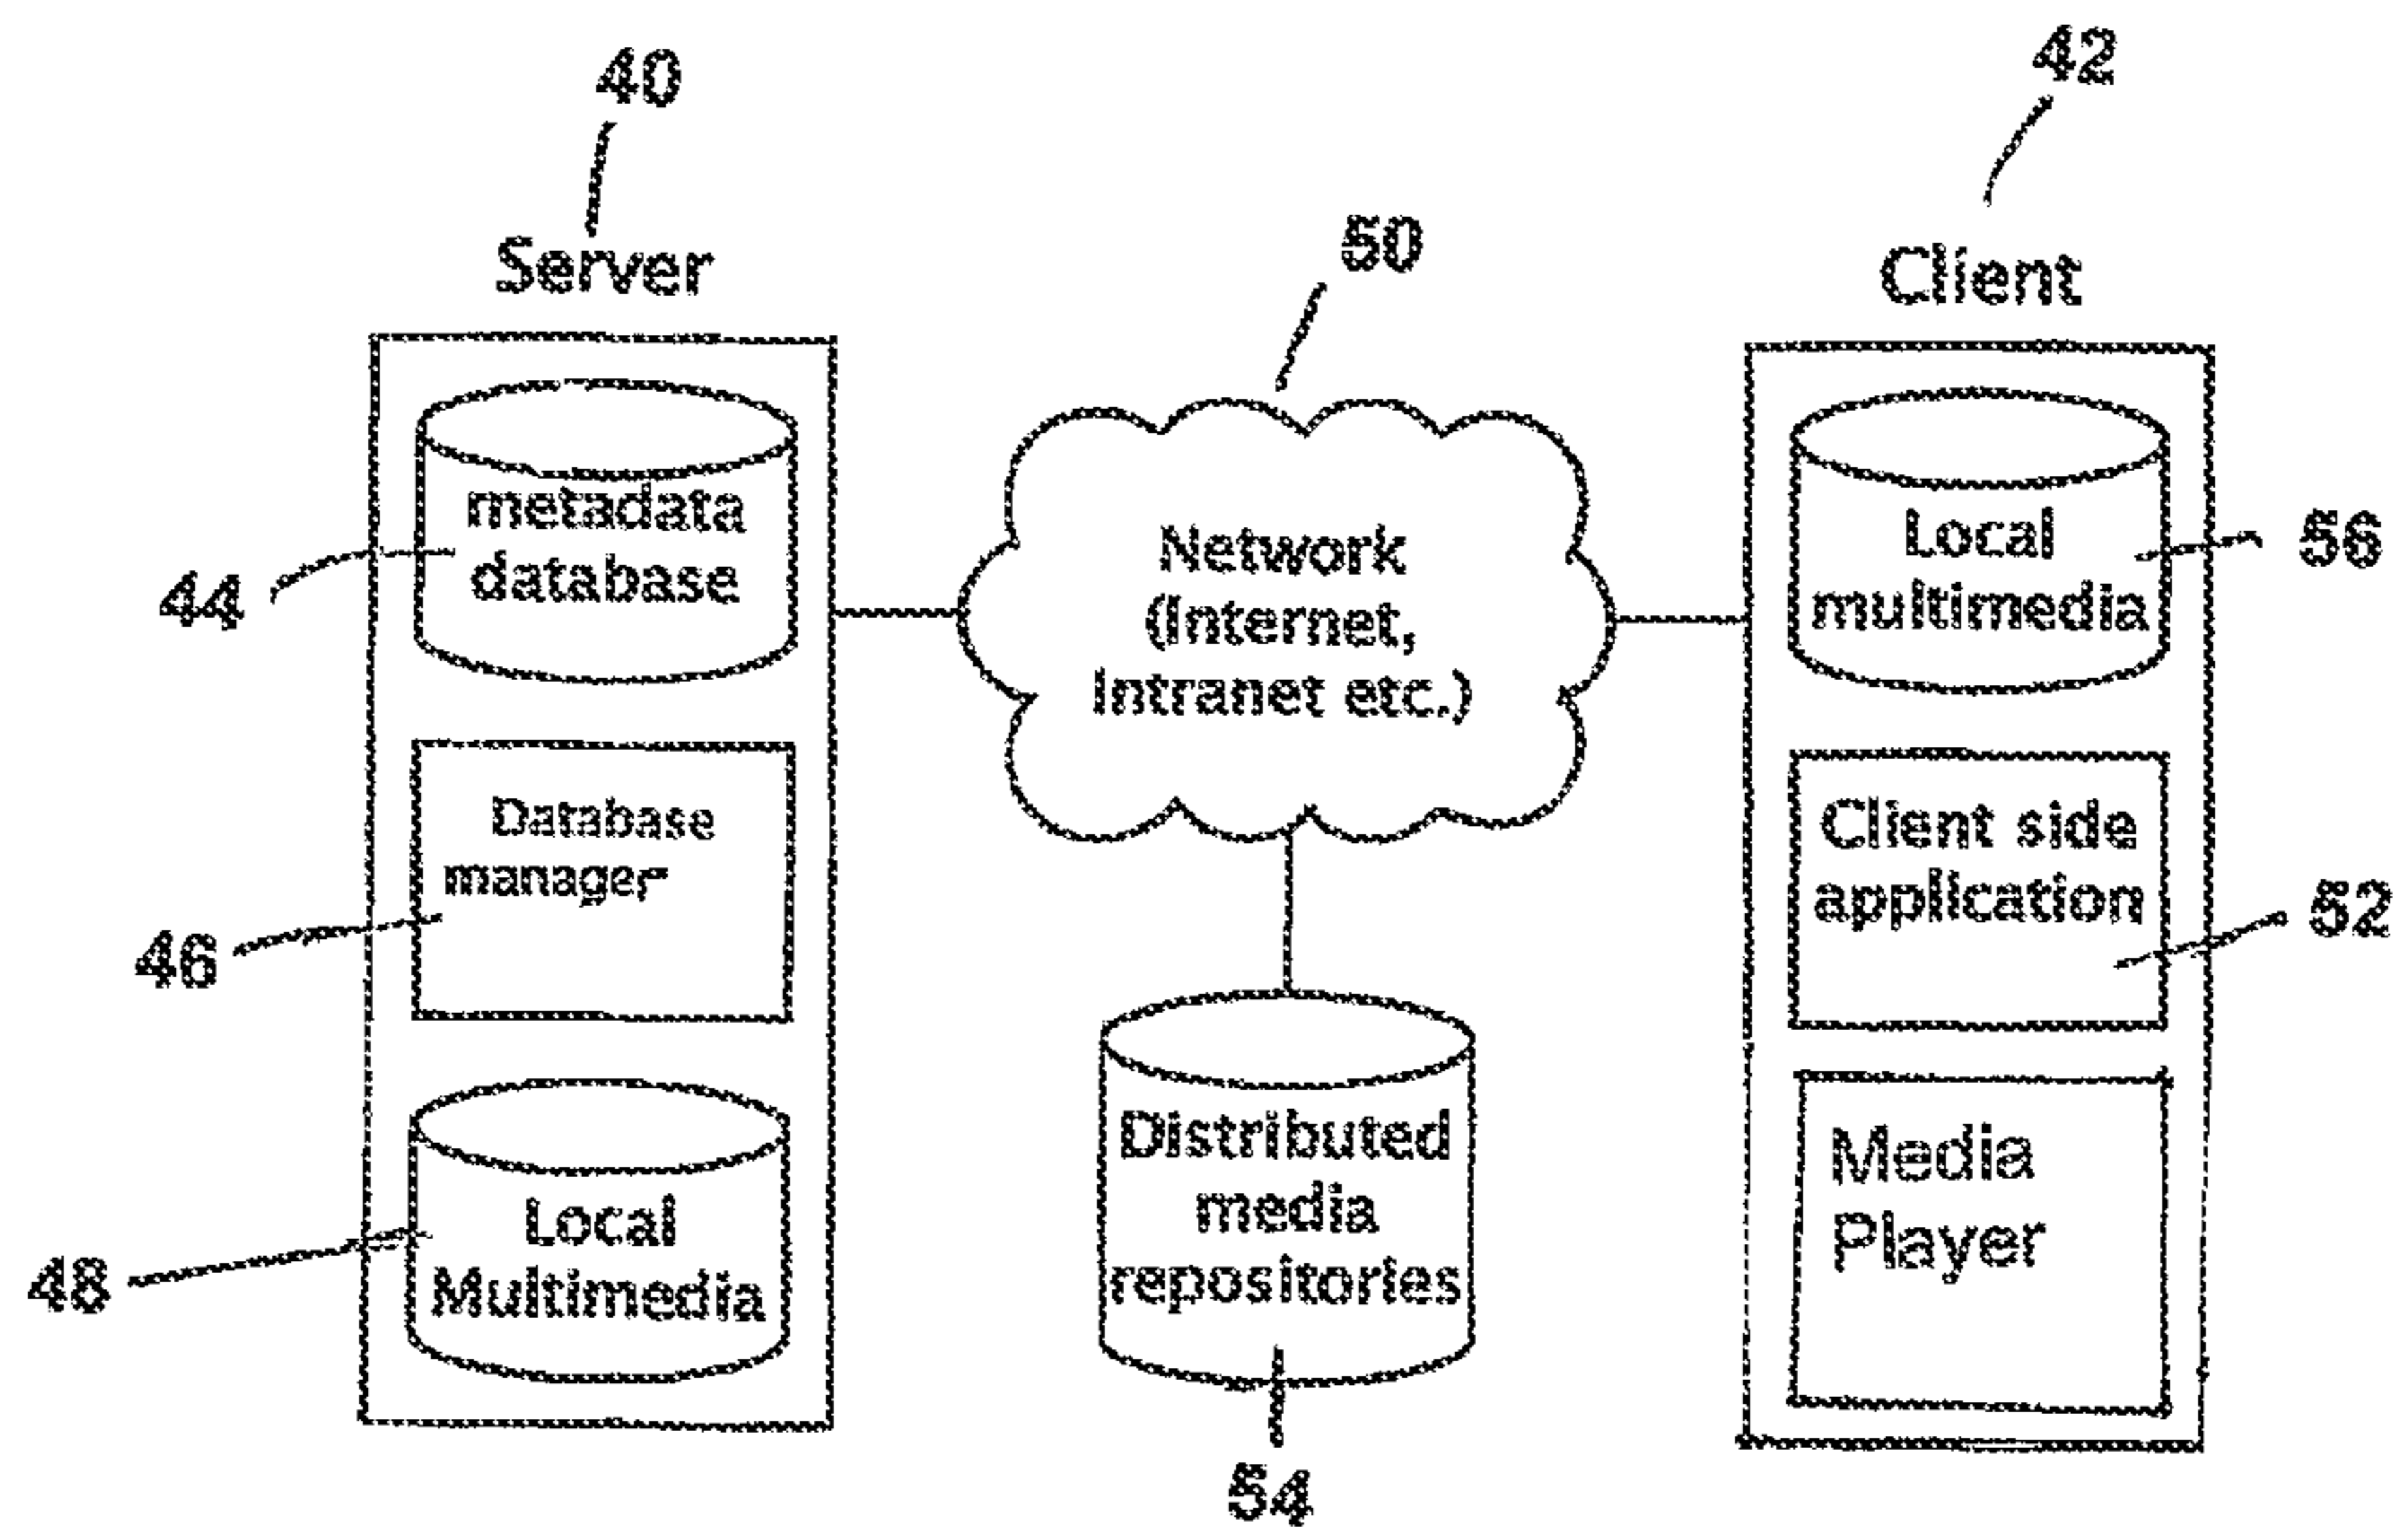 40
42
50
Server
Client
metadata
database
44
Network
(Internet,
Intranet etc.)
Local
multimedia
56
Database
manager
46
Client side
application
52
Local
Multimedia
48
Distributed
media
repositories
54
Media
Player